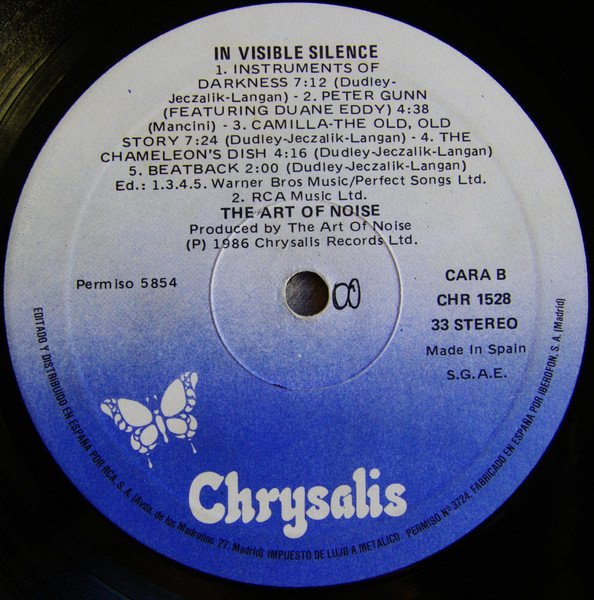 IN VISIBLE SILENCE
1. INSTRUMENTS OF
DARKNESS 7:12 (Dudley-
Jeczalik-Langan) - 2. PETER GUNN
(FEATURING DUANE EDDY) 4:38
(Mancini) - 3. CAMILLA-THE OLD, OLD
STORY 7:24 (Dudley-Jeczalik-Langan) - 4. THE
CHAMELEON'S DISH 4:16 (Dudley-Jeczalik-Langan)
5. BEATBACK 2:00 (Dudley-Jeczalik-Langan)
Ed.: 1.3.4.5. Warner Bros Music/Perfect Songs Ltd.
2. RCA Music Ltd.
THE ART OF NOISE
Produced by The Art Of Noise
(P) 1986 Chrysalis Records Ltd.
Permiso 5854
CARA B
CHR 1528
33 STEREO
Made In Spain
S.G.A.E.
Chrysalis
EDITADO Y DISTRIBUIDO EN ESPAÑA POR RCA, S. A. (Avda. de los Madroños, 27. Madrid). IMPUESTO DE LUJO A METALICO. PERMISO Nº 3724. FABRICADO EN ESPAÑA POR IBEROFON, S. A. (Madrid)